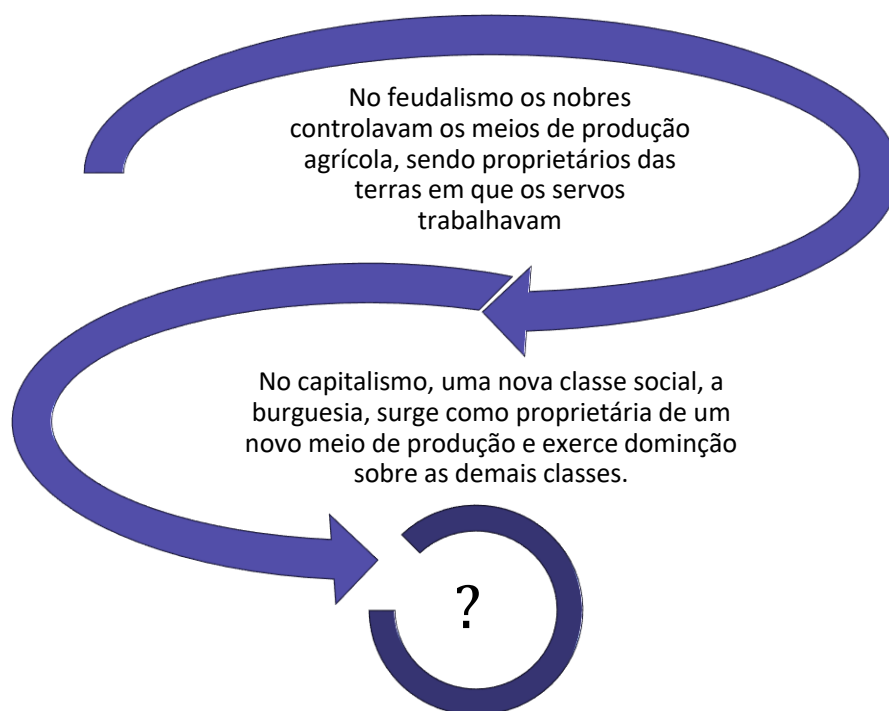 No feudalismo os nobres
controlavam os meios de produção
agrícola, sendo proprietários das
terras em que os servos
trabalhavam
No capitalismo, uma nova classe social, a
burguesia, surge como proprietária de um
novo meio de produção e exerce dominção
sobre as demais classes.
?